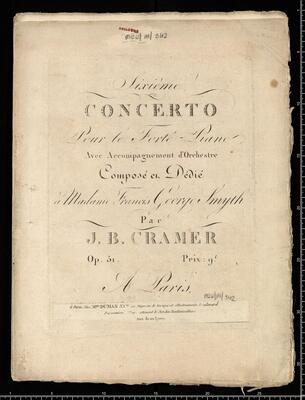 Sixième
CONCERTO
Pour le Forté-Piano
Avec Accompagnement d'Orchestre
Composé et Dédié
à Madame Francis George Smyth
Par
J. B. CRAMER
Op. 51. Prix: 9f
A Paris,